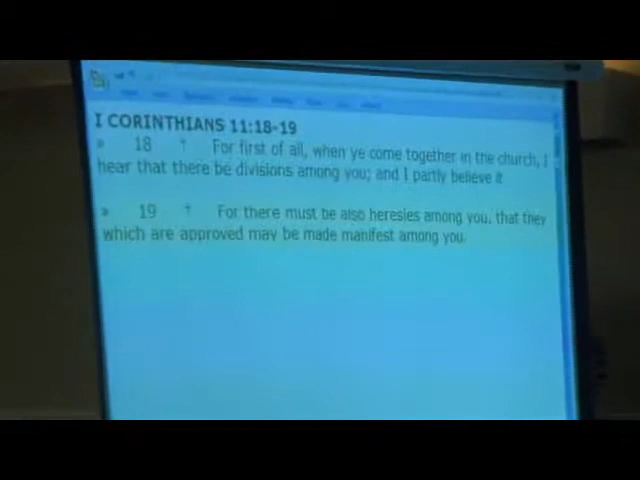 I CORINTHIANS 11:18-19
» 18 † For first of all, when ye come together in the church, I
hear that there be divisions among you; and I partly believe it
» 19 † For there must be also heresies among you, that they
which are approved may be made manifest among you.